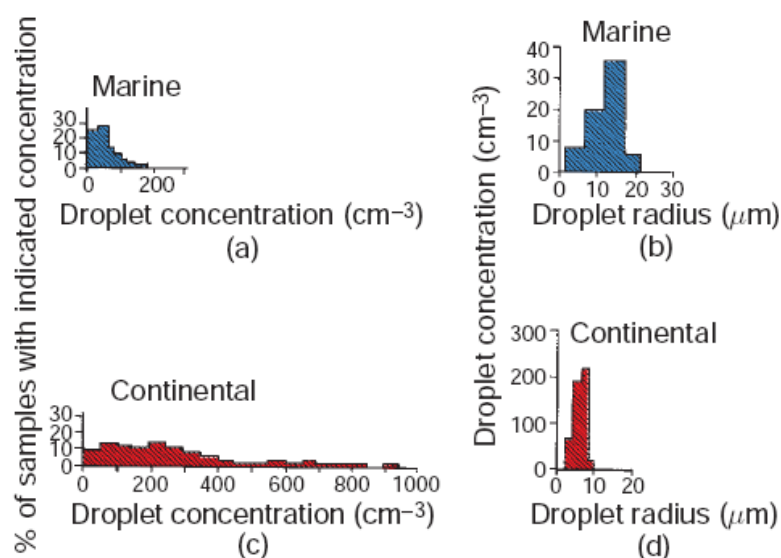 % of samples with indicated concentration
Marine
30
20
10
0
0 200
Droplet concentration (cm–3)
(a)
Droplet concentration (cm–3)
Marine
40
30
20
10
0
0 10 20 30
Droplet radius (μm)
(b)
Continental
30
20
10
0
0 200 400 600 800 1000
Droplet concentration (cm–3)
(c)
Continental
300
200
100
0
0 10 20
Droplet radius (μm)
(d)